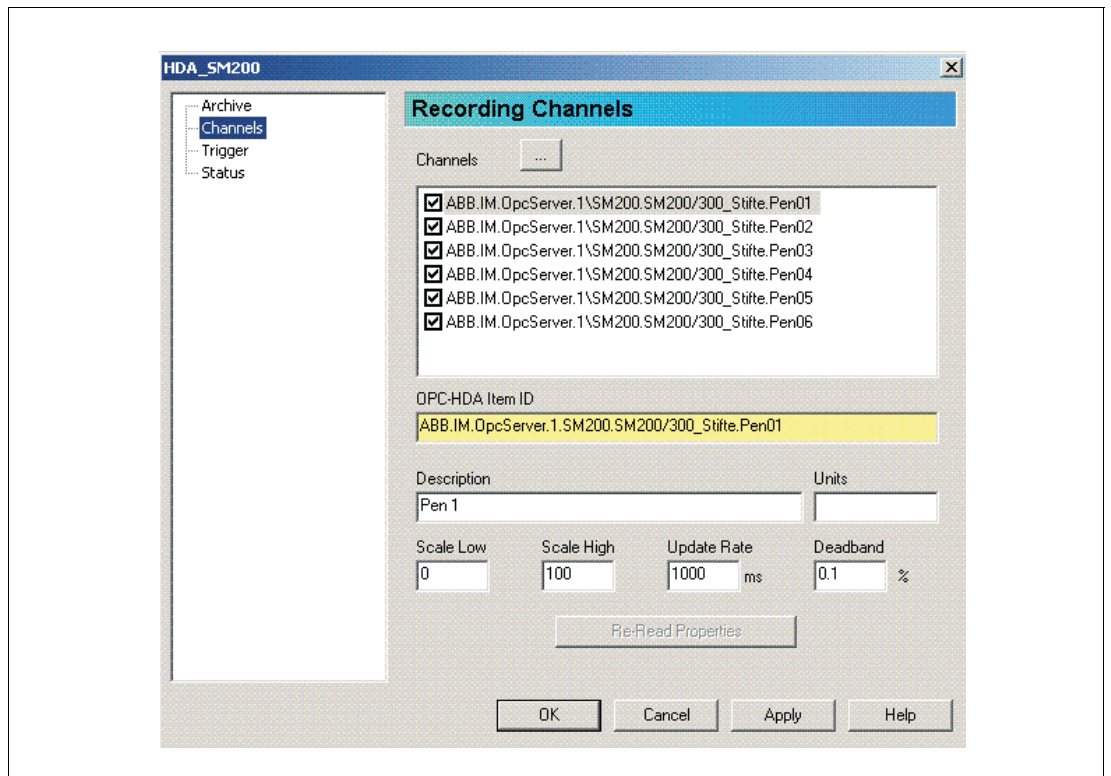 HDA_SM200
Archive
Channels
Trigger
Status
Recording Channels
Channels ...
ABB.IM.OpcServer.1\SM200.SM200/300_Stifte.Pen01
ABB.IM.OpcServer.1\SM200.SM200/300_Stifte.Pen02
ABB.IM.OpcServer.1\SM200.SM200/300_Stifte.Pen03
ABB.IM.OpcServer.1\SM200.SM200/300_Stifte.Pen04
ABB.IM.OpcServer.1\SM200.SM200/300_Stifte.Pen05
ABB.IM.OpcServer.1\SM200.SM200/300_Stifte.Pen06
OPC-HDA Item ID
ABB.IM.OpcServer.1.SM200.SM200/300_Stifte.Pen01
Description Units
Pen 1
Scale Low Scale High Update Rate Deadband
0 100 1000 ms 0.1 %
Re-Read Properties
OK Cancel Apply Help